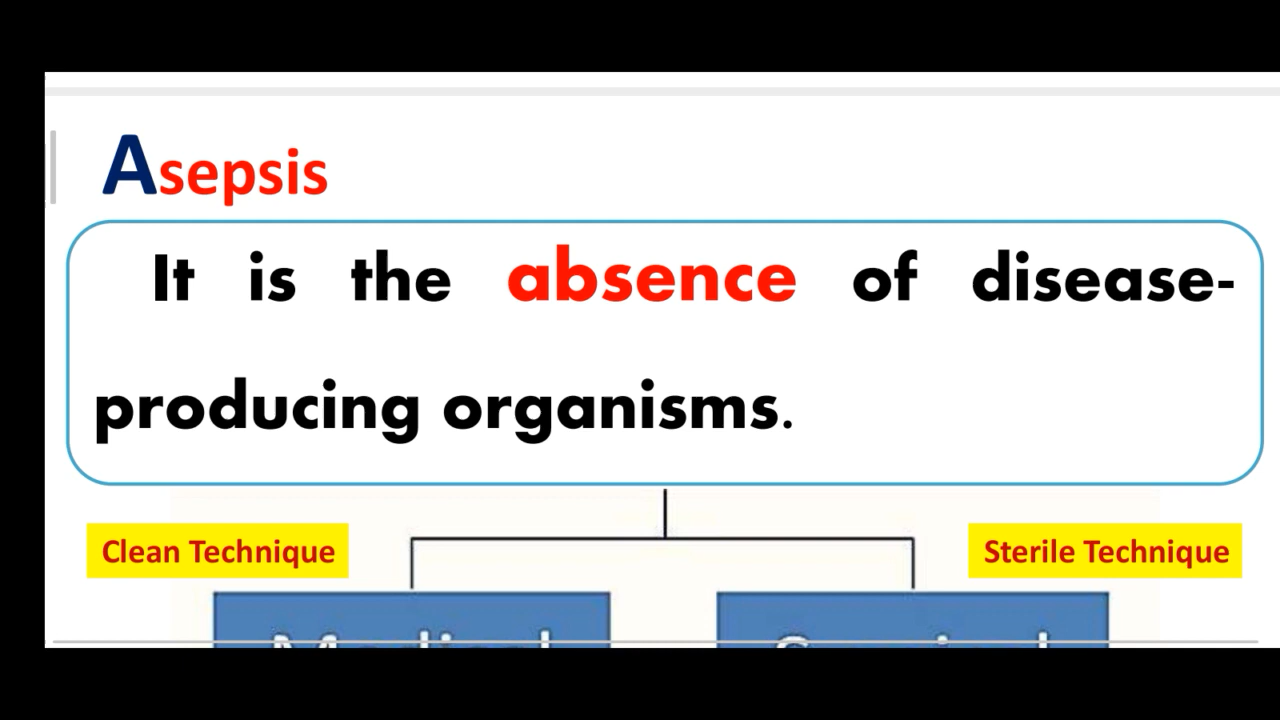 Asepsis
It is the absence of disease-
producing organisms.
Clean Technique
Sterile Technique